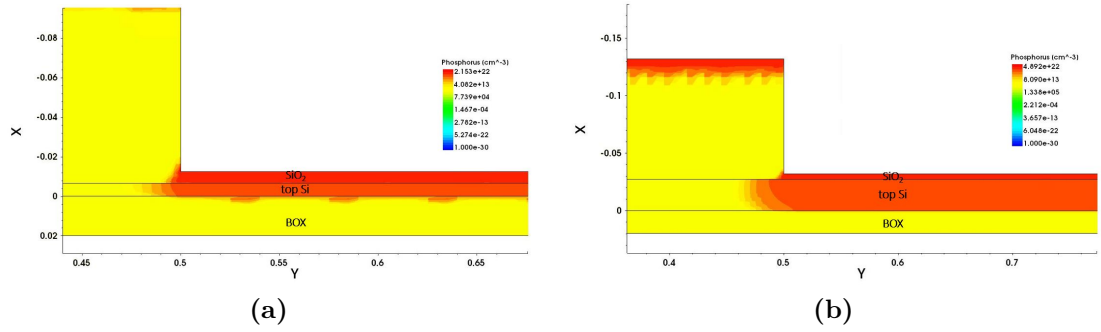 -0.08
-0.06
-0.04
-0.02
0
0.02
X
0.45
0.5
0.55
0.6
0.65
Y
Phosphorus (cm^-3)
2.153e+22
4.082e+13
7.739e+04
1.467e-04
2.782e-13
5.274e-22
1.000e-30
SiO2
top Si
BOX
(a)
-0.15
-0.1
-0.05
0
X
0.4
0.5
0.6
0.7
Y
Phosphorus (cm^-3)
4.892e+22
8.090e+13
1.338e+05
2.212e-04
3.657e-13
6.048e-22
1.000e-30
SiO2
top Si
BOX
(b)